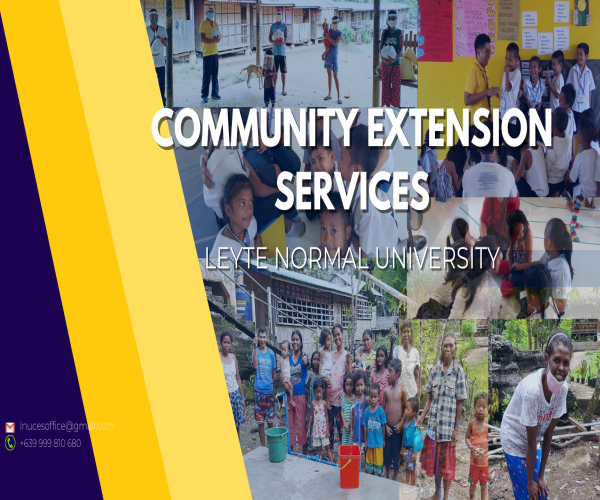 COMMUNITY EXTENSION
SERVICES
LEYTE NORMAL UNIVERSITY
lnucesoffice@gmail.com
+639 999 810 680